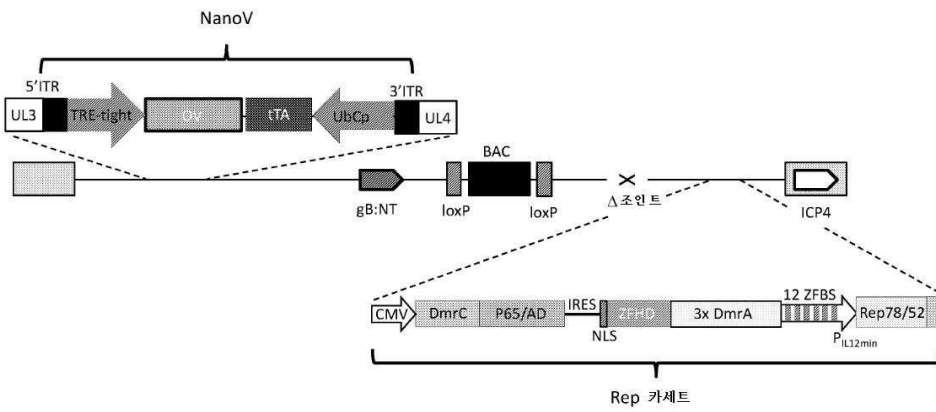 NanoV
5'ITR
3'ITR
UL3
TRE-tight
OV
tTA
UbCp
UL4
BAC
gB:NT
loxP
loxP
Δ조인트
ICP4
CMV
DmrC
P65/AD
IRES
NLS
ZFHD
3x DmrA
12 ZFBS
PIL12min
Rep78/52
Rep 카세트